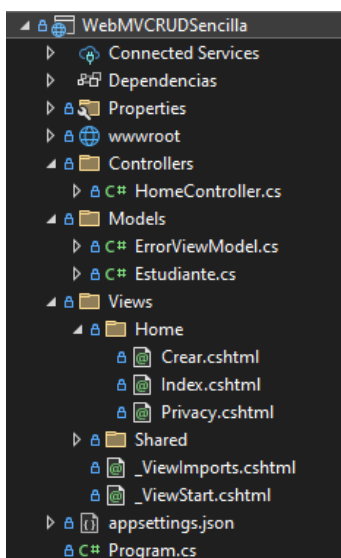 WebMVCRUDSencilla
Connected Services
Dependencias
Properties
wwwroot
Controllers
C# HomeController.cs
Models
C# ErrorViewModel.cs
C# Estudiante.cs
Views
Home
Crear.cshtml
Index.cshtml
Privacy.cshtml
Shared
_ViewImports.cshtml
_ViewStart.cshtml
appsettings.json
C# Program.cs